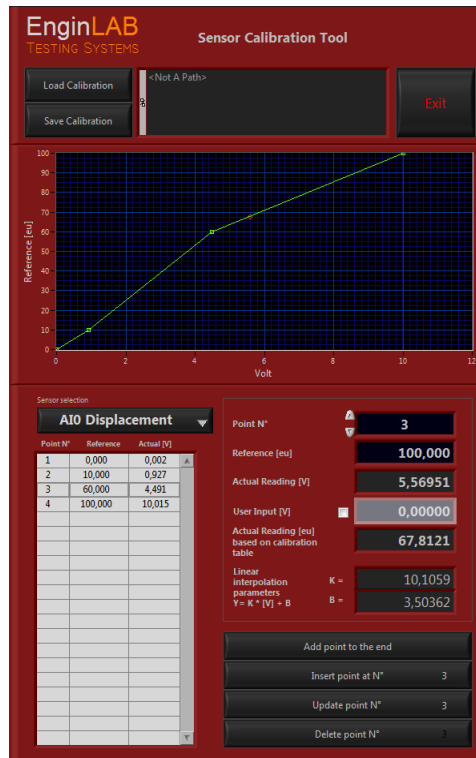 EnginLAB
TESTING SYSTEMS
Sensor Calibration Tool
Load Calibration
Save Calibration
<Not A Path>
Exit
100
90
80
70
60
50
40
30
20
10
0
Reference [eu]
0 2 4 6 8 10 12
Volt
Sensor selection
AI0 Displacement
Point N° Reference Actual [V]
1 0,000 0,002
2 10,000 0,927
3 60,000 4,491
4 100,000 10,015
Point N° 3
Reference [eu] 100,000
Actual Reading [V] 5,56951
User Input [V] 0,00000
Actual Reading [eu]
based on calibration
table
67,8121
Linear
interpolation
parameters
Y= K * [V] + B
K = 10,1059
B = 3,50362
Add point to the end
Insert point at N° 3
Update point N° 3
Delete point N° 3